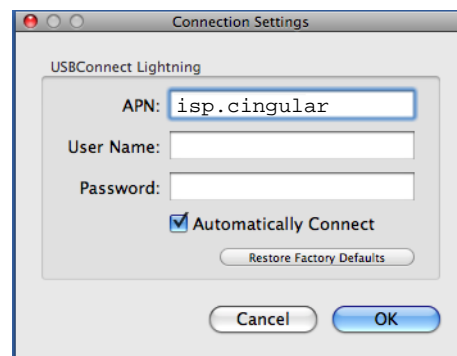 Connection Settings
USBConnect Lightning
APN: isp.cingular
User Name:
Password:
Automatically Connect
Restore Factory Defaults
Cancel OK